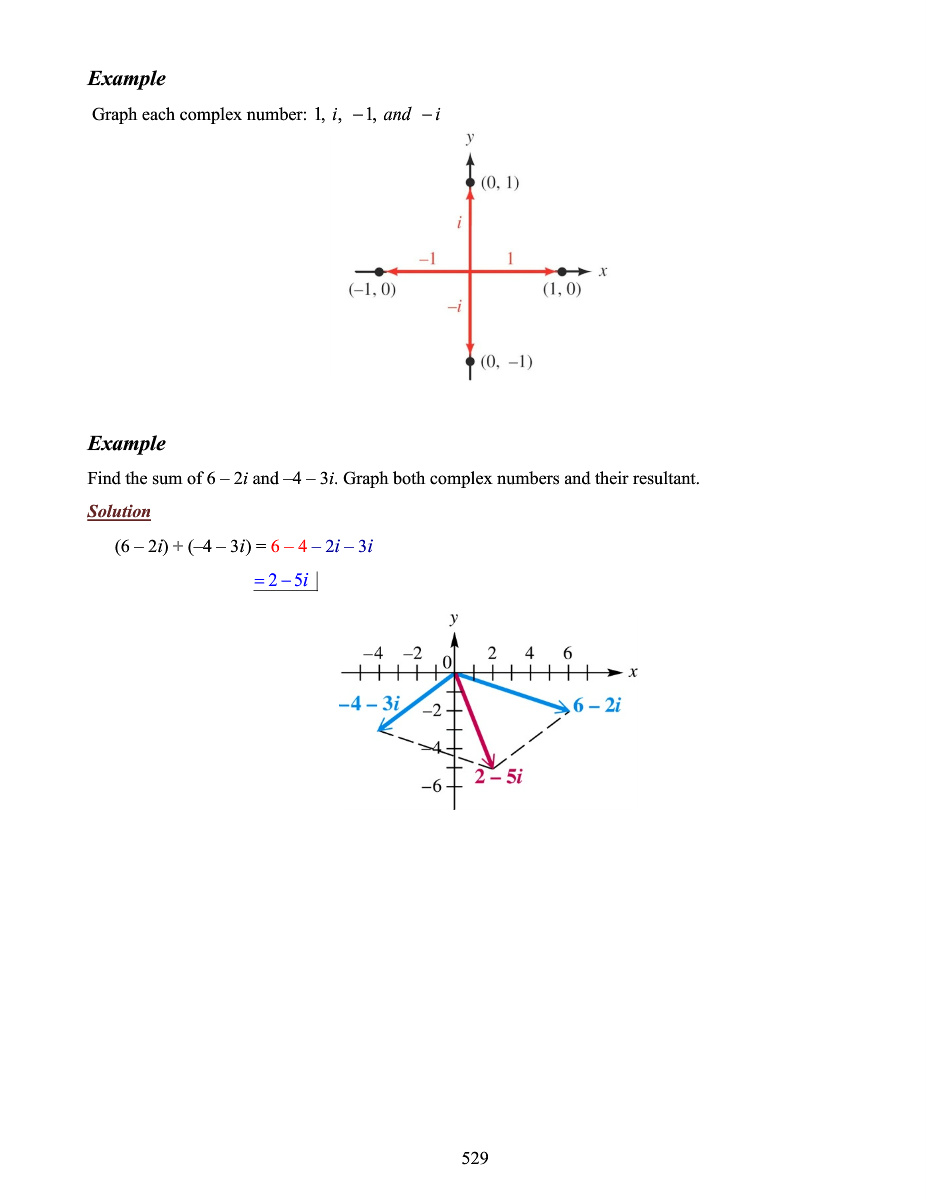 Example
Graph each complex number: 1, i, −1, and −i
y
(0, 1)
i
–1 1
x
(–1, 0) (1, 0)
–i
(0, –1)
Example
Find the sum of 6 – 2i and –4 – 3i. Graph both complex numbers and their resultant.
Solution
(6 – 2i) + (–4 – 3i) = 6 – 4 – 2i – 3i
= 2 – 5i |
y
–4 –2 0 2 4 6
x
–4 – 3i –2 6 – 2i
–4
2 – 5i
–6
529